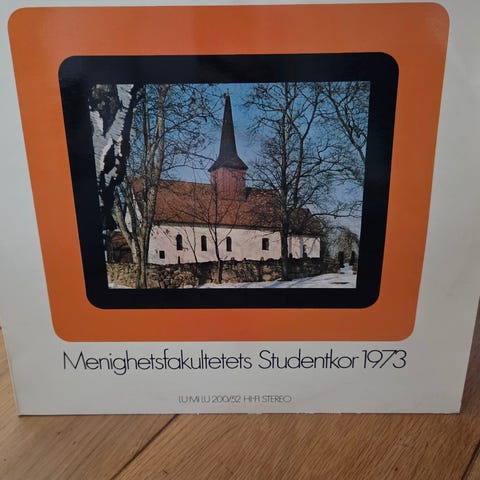 Menighetsfakultetets Studentkor 1973
LU MI LU 200/52 HI-FI STEREO